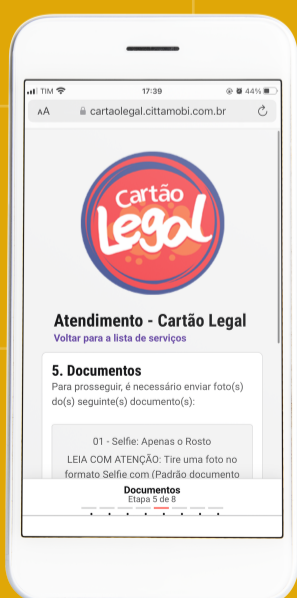 TIM 17:39 44%
AA cartaolegal.cittamobi.com.br
Cartão
Legal
Atendimento - Cartão Legal
Voltar para a lista de serviços
5. Documentos
Para prosseguir, é necessário enviar foto(s)
do(s) seguinte(s) documento(s):
01 - Selfie: Apenas o Rosto
LEIA COM ATENÇÃO: Tire uma foto no
formato Selfie com (Padrão documento
Documentos
Etapa 5 de 8